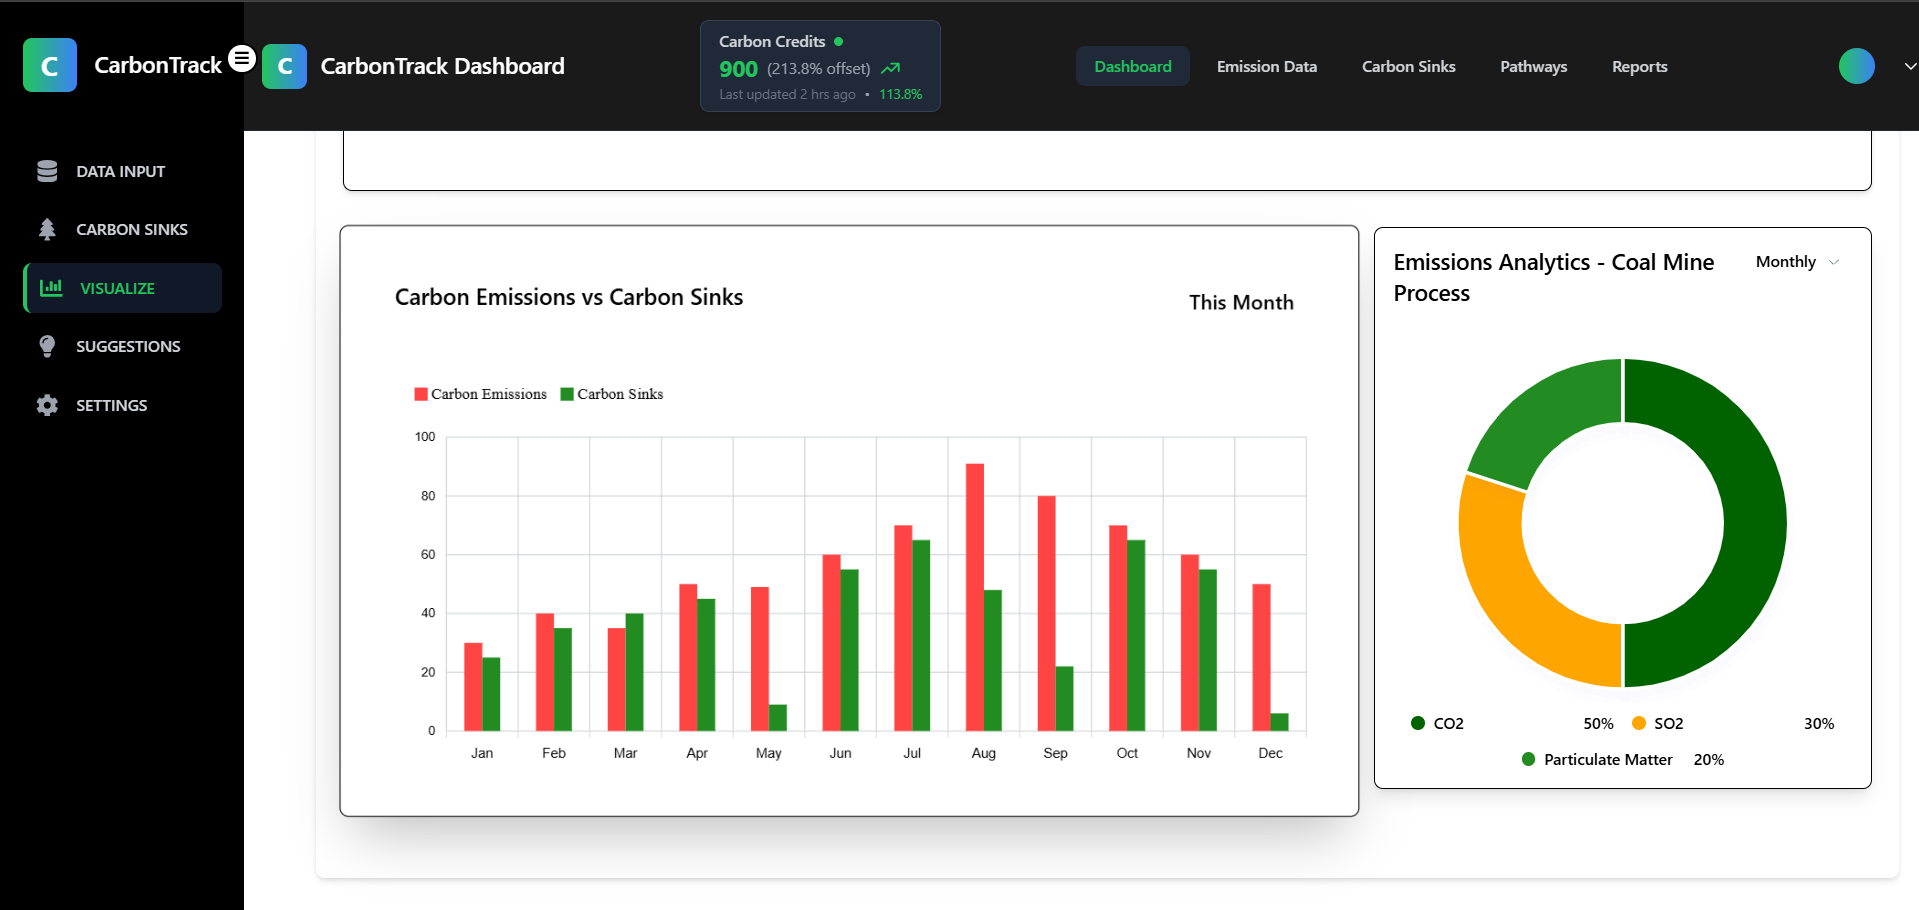 C CarbonTrack
DATA INPUT
CARBON SINKS
VISUALIZE
SUGGESTIONS
SETTINGS
C CarbonTrack Dashboard
Carbon Credits
900 (213.8% offset)
Last updated 2 hrs ago • 113.8%
Dashboard Emission Data Carbon Sinks Pathways Reports
Carbon Emissions vs Carbon Sinks
This Month
Carbon Emissions Carbon Sinks
100
80
60
40
20
0
Jan Feb Mar Apr May Jun Jul Aug Sep Oct Nov Dec
Emissions Analytics - Coal Mine
Process
Monthly
CO2 50% SO2 30%
Particulate Matter 20%